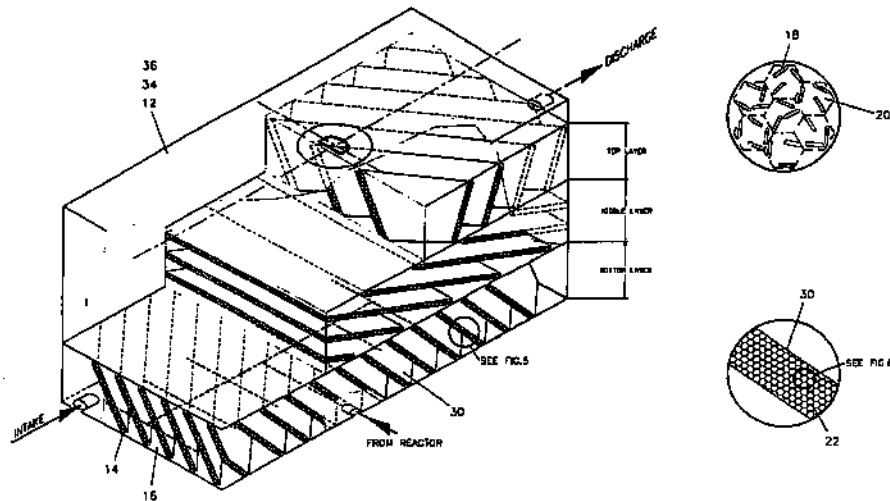 36
34
12
DISCHARGE
TOP LAYER
MIDDLE LAYER
BOTTOM LAYER
18
20
30
SEE FIG.6
22
SEE FIG.5
30
FROM REACTOR
INTAKE
14
16